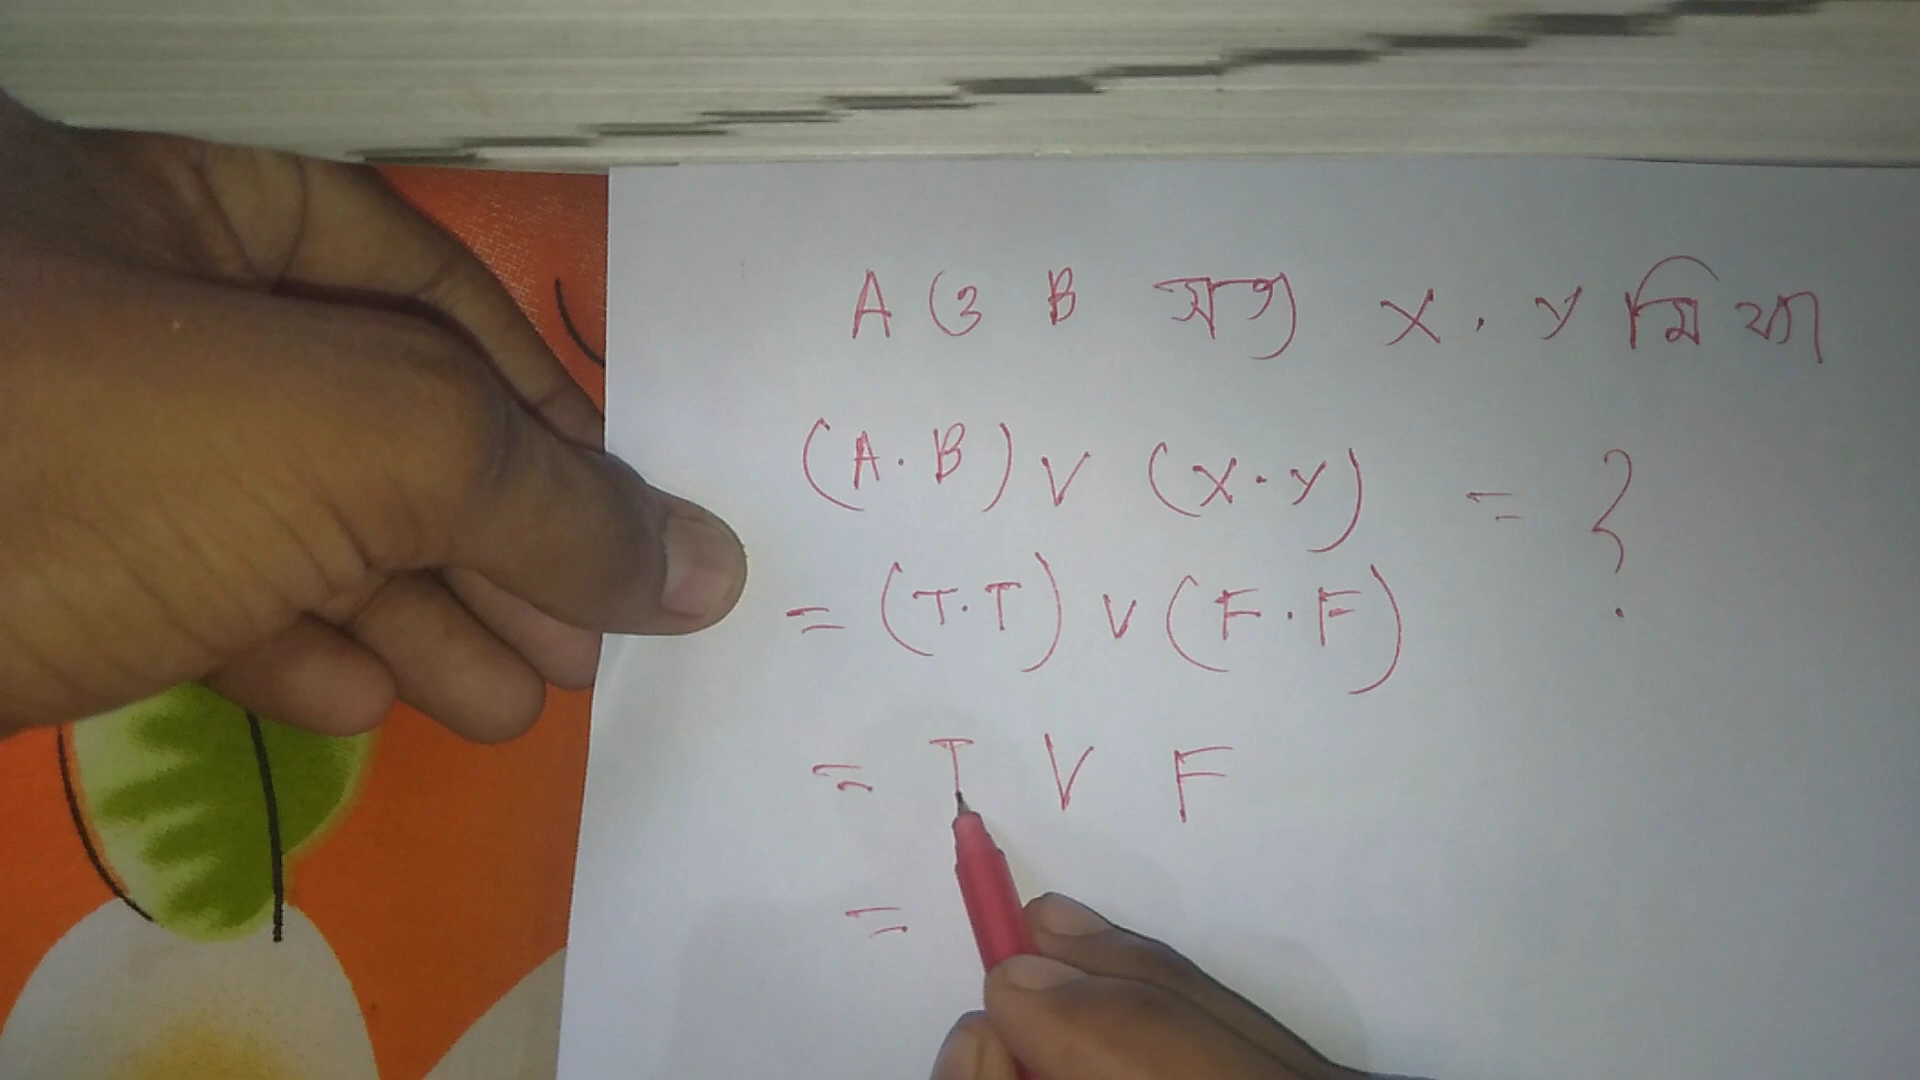 A ও B সত্য X . Y মিথ্যা
(A . B) V (X . Y) = ?
= (T . T) V (F . F)
= T V F
=